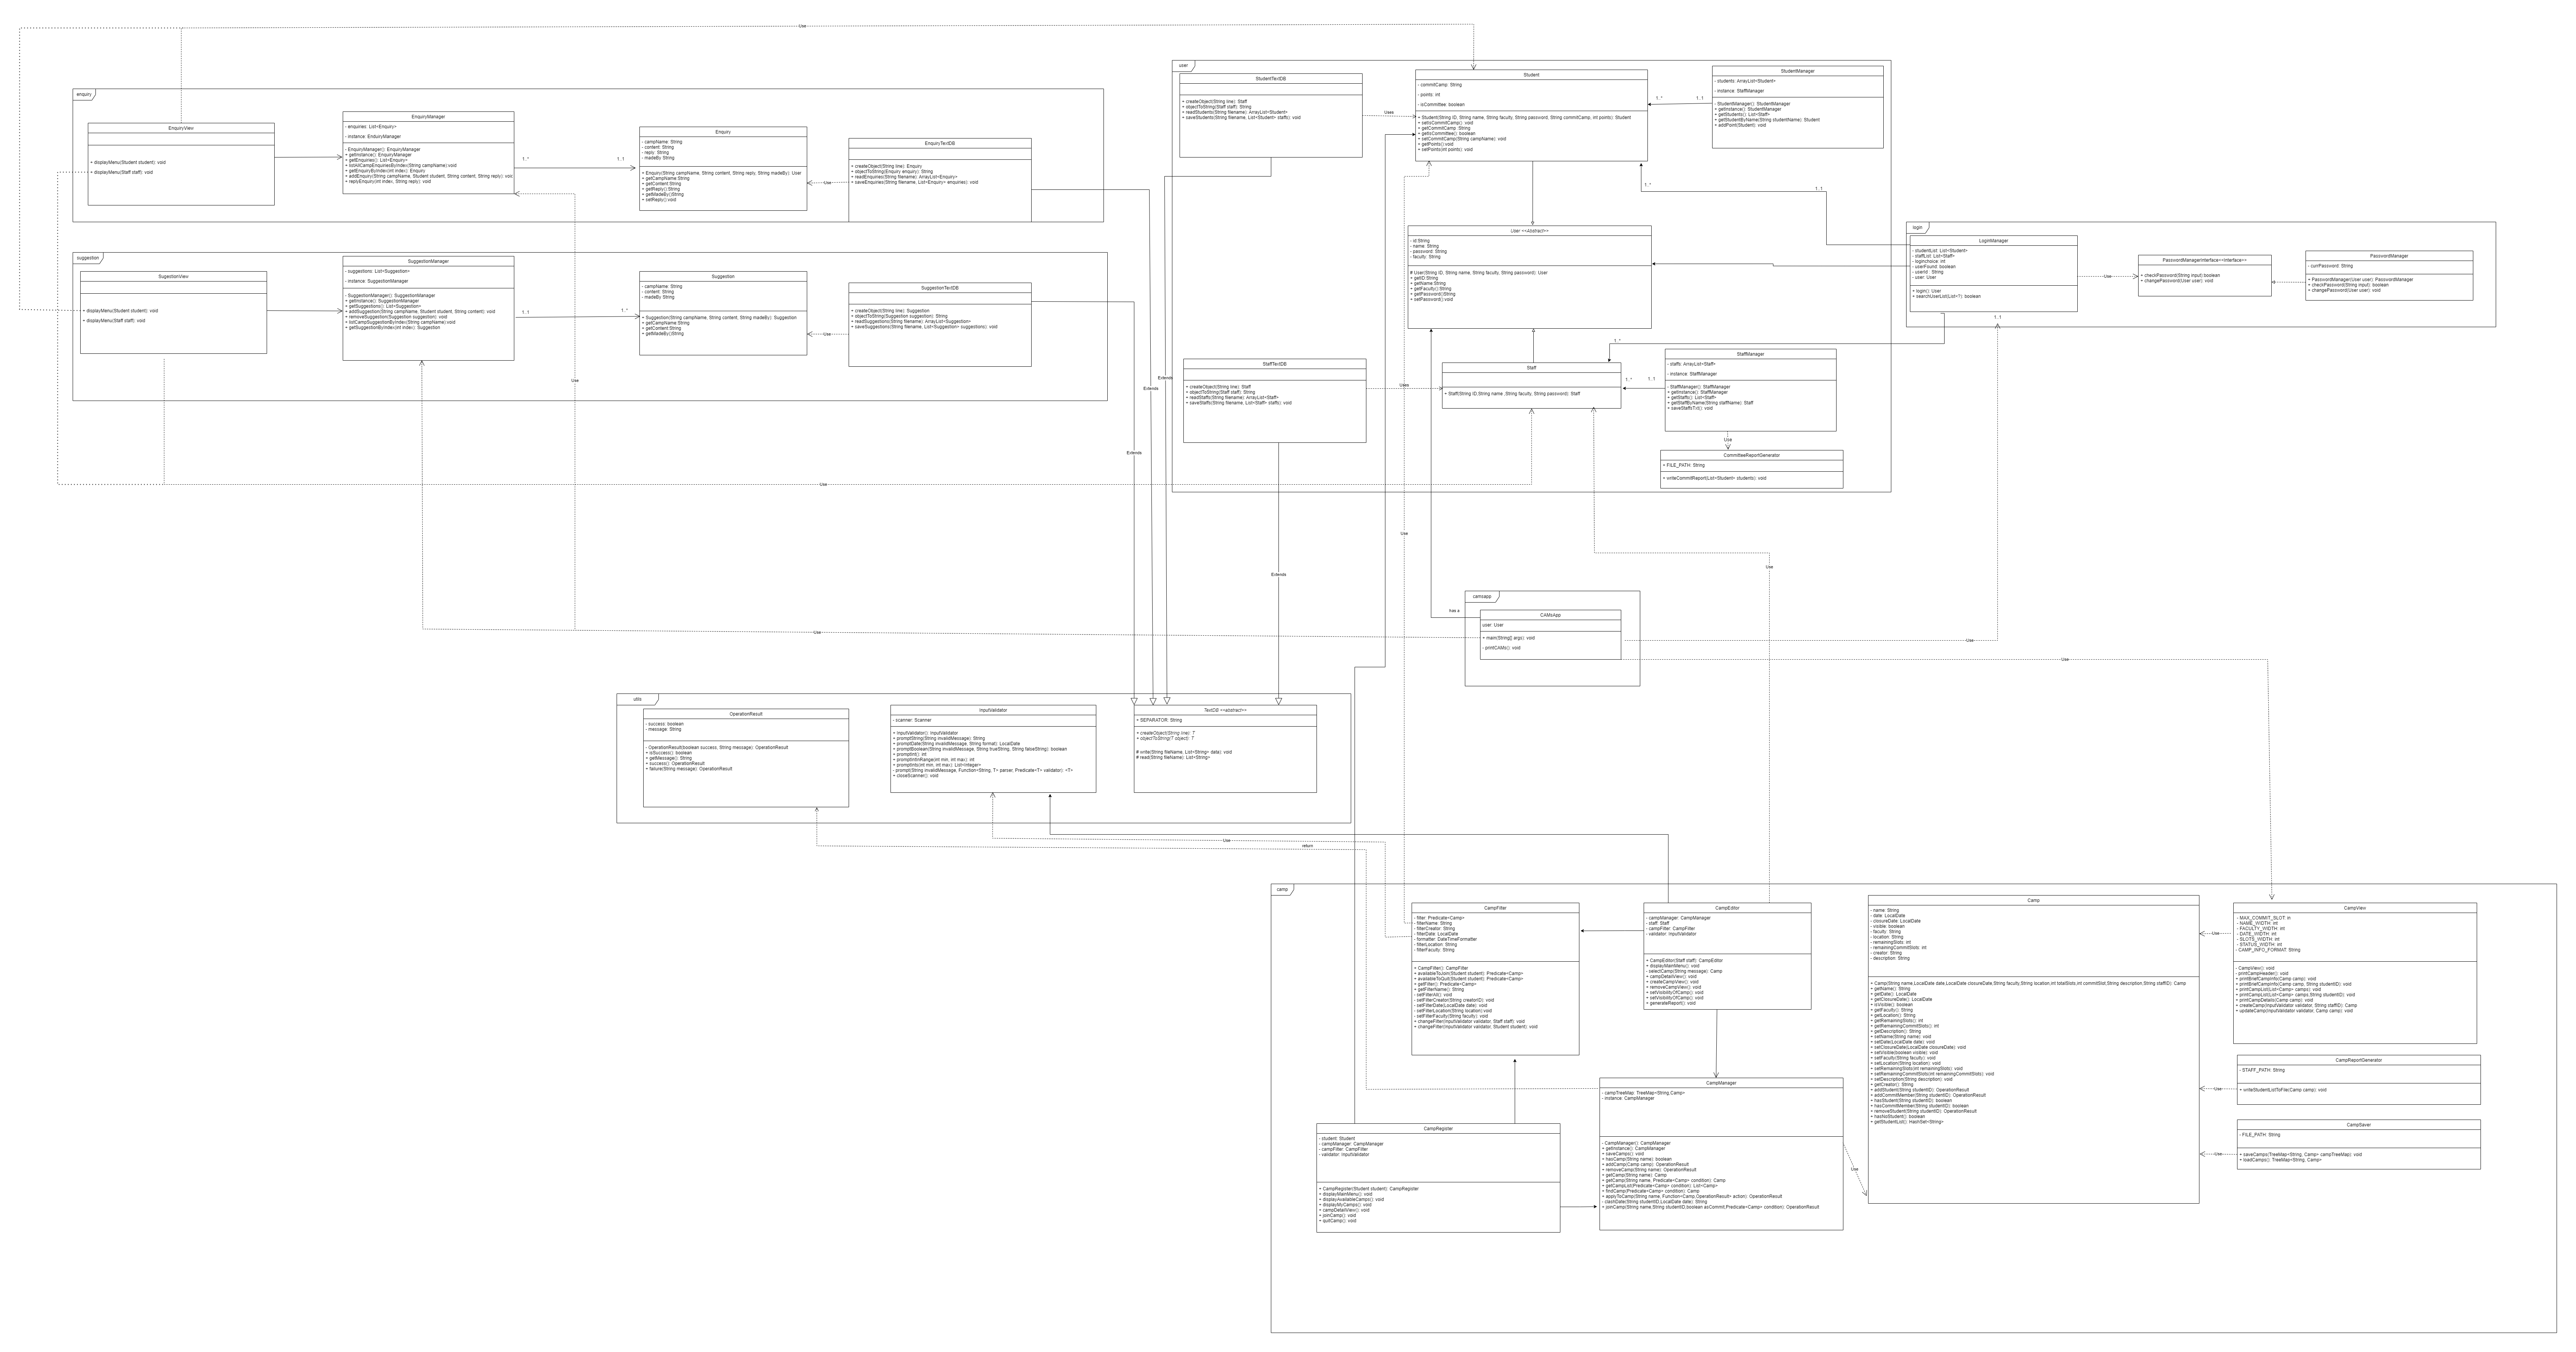 Use
enquiry
EnquiryView
+ displayMenu(Student student): void
+ displayMenu(Staff staff): void
EnquiryManager
- enquiries: List<Enquiry>
- instance: EnduiryManager
- EnquiryManager(): EnquiryManager
+ getInstance(): EnquiryManager
+ getEnquiries(): List<Enquiry>
+ listAllCampEnquiriesByIndex(String campName):void
+ getEnquiryByIndex(int index): Enquiry
+ addEnquiry(String campName, Student student, String content, String reply): void
+ replyEnquiry(int index, String reply): void
1..*
1..1
Enquiry
- campName: String
- content: String
- reply: String
- madeBy: String
+ Enquiry(String campName, String content, String reply, String madeBy): User
+ getCampName:String
+ getContent:String
+ getReply():String
+ getMadeBy()String
+ setReply():void
Use
EnquiryTextDB
+ createObject(String line): Enquiry
+ objectToString(Enquiry enquiry): String
+ readEnquiries(String filename): ArrayList<Enquiry>
+ saveEnquiries(String filename, List<Enquiry> enquiries): void
suggestion
SugestionView
+ displayMenu(Student student): void
+ displayMenu(Staff staff): void
SuggestionManager
- suggestions: List<Suggestion>
- instance: SuggestionManager
- SuggestionManager(): SuggestionManager
+ getInstance(): SuggestionManager
+ getSuggestions(): List<Suggestion>
+ addSuggestion(String campName, Student student, String content): void
+ removeSuggestion(Suggestion suggestion): void
+ listCampSuggestionByIndex(String campName):void
+ getSuggestionByIndex(int index): Suggestion
1..1
1..*
Suggestion
- campName: String
- content: String
- madeBy String
+ Suggestion(String campName, String content, String madeBy): Suggestion
+ getCampName():String
+ getContent:String
+ getMadeBy()String
Use
SuggestionTextDB
+ createObject(String line): Suggestion
+ objectToString(Suggestion suggestion): String
+ readSuggestions(String filename): ArrayList<Suggestion>
+ saveSuggestions(String filename, List<Suggestion> suggestions): void
Use
Use
Extends
Extends
Extends
Extends
user
StudentTextDB
+ createObject(String line): Staff
+ objectToString(Staff staff): String
+ readStudents(String filename): ArrayList<Student>
+ saveStudents(String filename, List<Student> staffs): void
Uses
Student
- commitCamp: String
- points: int
- isCommittee: boolean
+ Student(String ID, String name, String faculty, String password, String commitCamp, int points): Student
+ setIsCommitCamp(): void
+ getCommitCamp :String
+ getIsCommittee(): boolean
+ setCommitCamp(String campName): void
+ getPoints():void
+ setPoints(int points): void
1..*
1..1
StudentManager
- students: ArrayList<Student>
- instance: StaffManager
- StudentManager(): StudentManager
+ getInstance(): StudentManager
+ getStudents(): List<Staff>
+ getStudentByName(String studentName): Student
+ addPoint(Student): void
1..*
1..1
User <<Abstract>>
- id:String
- name: String
- password: String
- faculty: String
# User(String ID, String name, String faculty, String password): User
+ getID:String
+ getName:String
+ getFaculty():String
+ getPassword()String
+ setPassword():void
StaffTextDB
+ createObject(String line): Staff
+ objectToString(Staff staff): String
+ readStaffs(String filename): ArrayList<Staff>
+ saveStaffs(String filename, List<Staff> staffs): void
Uses
Staff
+ Staff(String ID,String name ,String faculty, String password): Staff
1..*
1..*
1..1
StaffManager
- staffs: ArrayList<Staff>
- instance: StaffManager
- StaffManager(): StaffManager
+ getInstance(): StaffManager
+ getStaffs(): List<Staff>
+ getStaffByName(String staffName): Staff
+ saveStaffsTxt(): void
Use
CommitteeReportGenerator
+ FILE_PATH: String
+ writeCommitReport(List<Student> students): void
login
LoginManager
- studentList: List<Student>
- staffList: List<Staff>
- loginchoice: int
- userFound: boolean
- userId : String
- user: User
+ login(): User
+ searchUserList(List<?): boolean
Use
PasswordManagerInterface<<Interface>>
+ checkPassword(String input):boolean
+ changePassword(User user): void
PasswordManager
- currPassword: String
+ PasswordManager(User user): PasswordManager
+ checkPassword(String input): boolean
+ changePassword(User user): void
1..1
Use
Use
camsapp
has a
CAMsApp
user: User
+ main(String[] args): void
- printCAMs(): void
Use
Use
Use
utils
OperationResult
- success: boolean
- message: String
- OperationResult(boolean success, String message): OperationResult
+ isSuccess(): boolean
+ getMessage(): String
+ success(): OperationResult
+ failure(String message): OperationResult
InputValidator
- scanner: Scanner
+ InputValidator(): InputValidator
+ promptString(String invalidMessage): String
+ promptDate(String invalidMessage, String format): LocalDate
+ promptBoolean(String invalidMessage, String trueString, String falseString): boolean
+ promptInt(): int
+ promptIntInRange(int min, int max): int
+ promptInts(int min, int max): List<Integer>
- prompt(String invalidMessage, Function<String, T> parser, Predicate<T> validator): <T>
+ closeScanner(): void
TextDB <<abstract>>
+ SEPARATOR: String
+ createObject(String line): T
+ objectToString(T object): T
# write(String fileName, List<String> data): void
# read(String fileName): List<String>
Use
return
camp
CampFilter
- filter: Predicate<Camp>
- filterName: String
- filterCreator: String
- filterDate: LocalDate
- formatter: DateTimeFormatter
- filterLocation: String
- filterFaculty: String
+ CampFilter(): CampFilter
+ availableToJoin(Student student): Predicate<Camp>
+ availableToQuit(Student student): Predicate<Camp>
+ getFilter(): Predicate<Camp>
+ getFilterName(): String
- setFilterAll(): void
- setFilterCreator(String creatorID): void
- setFilterDate(LocalDate date): void
- setFilterLocation(String location):void
- setFilterFaculty(String faculty): void
+ changeFilter(InputValidator validator, Staff staff): void
+ changeFilter(InputValidator validator, Student student): void
CampEditor
- campManager: CampManager
- staff: Staff
- campFilter: CampFilter
- validator: InputValidator
+ CampEditor(Staff staff): CampEditor
+ displayMainMenu(): void
- selectCamp(String message): Camp
+ campDetailView(): void
+ createCampView(): void
+ removeCampView(): void
+ setVisibilityOfCamp(): void
+ setVisibilityOfCamp(): void
+ generateReport(): void
Camp
- name: String
- date: LocalDate
- closureDate: LocalDate
- visible: boolean
- faculty: String
- location: String
- remainingSlots: int
- remainingCommitSlots: int
- creator: String
- description: String
+ Camp(String name,LocalDate date,LocalDate closureDate,String faculty,String location,int totalSlots,int commitSlot,String description,String staffID): Camp
+ getName(): String
+ getDate(): LocalDate
+ getClosureDate(): LocalDate
+ isVisible(): boolean
+ getFaculty(): String
+ getLocation(): String
+ getRemainingSlots(): int
+ getRemainingCommitSlots(): int
+ getDescription(): String
+ setName(String name): void
+ setDate(LocalDate date): void
+ setClosureDate(LocalDate closureDate): void
+ setVisible(boolean visible): void
+ setFaculty(String faculty): void
+ setLocation(String location): void
+ setRemainingSlots(int remainingSlots): void
+ setRemainingCommitSlots(int remainingCommitSlots): void
+ setDescription(String description): void
+ getCreator(): String
+ addStudent(String studentID): OperationResult
+ addCommitMember(String studentID): OperationResult
+ hasStudent(String studentID): boolean
+ hasCommitMember(String studentID): boolean
+ removeStudent(String studentID): OperationResult
+ hasNoStudent(): boolean
+ getStudentList(): HashSet<String>
Use
CampView
- MAX_COMMIT_SLOT: in
- NAME_WIDTH: int
- FACULTY_WIDTH: int
- DATE_WIDTH: int
- SLOTS_WIDTH: int
- STATUS_WIDTH: int
- CAMP_INFO_FORMAT: String
- CampView(): void
- printCampHeader(): void
+ printBriefCampInfo(Camp camp): void
+ printBriefCampInfo(Camp camp, String studentID): void
+ printCampList(List<Camp> camps): void
+ printCampList(List<Camp> camps,String studentID): void
+ printCampDetails(Camp camp): void
+ createCamp(InputValidator validator, String staffID): Camp
+ updateCamp(InputValidator validator, Camp camp): void
Use
CampReportGenerator
- STAFF_PATH: String
+ writeStudentListToFile(Camp camp): void
Use
CampSaver
- FILE_PATH: String
+ saveCamps(TreeMap<String, Camp> campTreeMap): void
+ loadCamps(): TreeMap<String, Camp>
CampManager
- campTreeMap: TreeMap<String,Camp>
- instance: CampManager
- CampManager(): CampManager
+ getInstance(): CampManager
+ saveCamps(): void
+ hasCamp(String name): boolean
+ addCamp(Camp camp): OperationResult
+ removeCamp(String name): OperationResult
+ getCamp(String name): Camp
+ getCamp(String name, Predicate<Camp> condition): Camp
+ getCampList(Predicate<Camp> condition): List<Camp>
+ findCamp(Predicate<Camp> condition): Camp
+ applyToCamp(String name, Function<Camp,OperationResult> action): OperationResult
- clashDate(String studentID,LocalDate date): String
+ joinCamp(String name,String studentID,boolean asCommit,Predicate<Camp> condition): OperationResult
Use
CampRegister
- student: Student
- campManager: CampManager
- campFilter: CampFilter
- validator: InputValidator
+ CampRegister(Student student): CampRegister
+ displayMainMenu(): void
+ displayAvailableCamps(): void
+ displayMyCamps(): void
+ campDetailView(): void
+ joinCamp(): void
+ quitCamp(): void